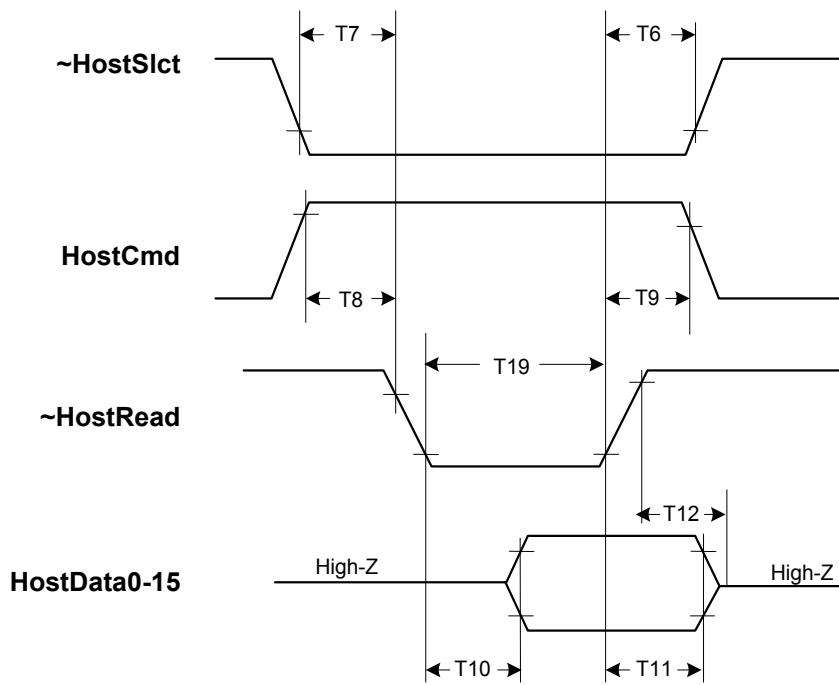 T7
T6
~HostSlct
HostCmd
T8
T9
T19
~HostRead
T12
High-Z
High-Z
HostData0-15
T10
T11